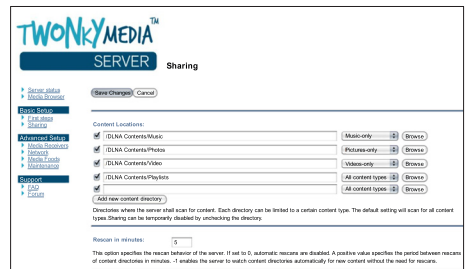 TWONKYMEDIA TM
SERVER
Sharing
Server status
Media Browser
Save Changes Cancel
Basic Setup
First steps
Sharing
Advanced Setup
Media Receivers
Network
Media Feeds
Maintenance
Support
FAQ
Forum
Content Locations:
/DLNA Contents/Music Music-only Browse
/DLNA Contents/Photos Pictures-only Browse
/DLNA Contents/Video Videos-only Browse
/DLNA Contents/Playlists All content types Browse
All content types Browse
Add new content directory
Directories where the server shall scan for content. Each directory can be limited to a certain content type. The default setting will scan for all content
types.Sharing can be temporarily disabled by unchecking the directory.
Rescan in minutes: 5
This option specifies the rescan behavior of the server. If set to 0, automatic rescans are disabled. A positive value specifies the period between rescans
of content directories in minutes. -1 enables the server to watch content directories automatically for new content without the need for rescans.